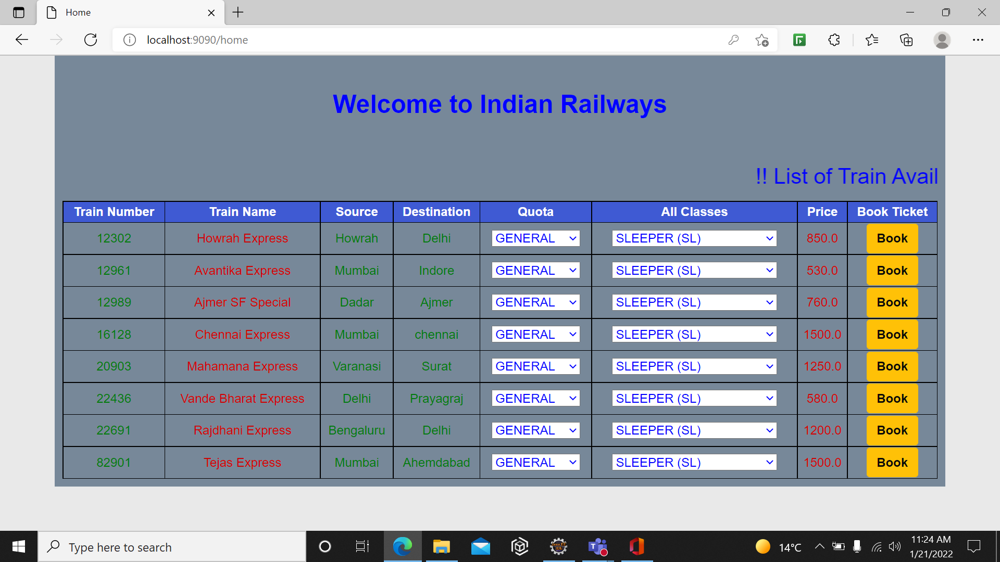 Home
localhost:9090/home
Welcome to Indian Railways
!! List of Train Avail
Train Number Train Name Source Destination Quota All Classes Price Book Ticket
12302 Howrah Express Howrah Delhi GENERAL SLEEPER (SL) 850.0 Book
12961 Avantika Express Mumbai Indore GENERAL SLEEPER (SL) 530.0 Book
12989 Ajmer SF Special Dadar Ajmer GENERAL SLEEPER (SL) 760.0 Book
16128 Chennai Express Mumbai chennai GENERAL SLEEPER (SL) 1500.0 Book
20903 Mahamana Express Varanasi Surat GENERAL SLEEPER (SL) 1250.0 Book
22436 Vande Bharat Express Delhi Prayagraj GENERAL SLEEPER (SL) 580.0 Book
22691 Rajdhani Express Bengaluru Delhi GENERAL SLEEPER (SL) 1200.0 Book
82901 Tejas Express Mumbai Ahemdabad GENERAL SLEEPER (SL) 1500.0 Book
Type here to search
Java EE
IDE
T
14°C
11:24 AM
1/21/2022